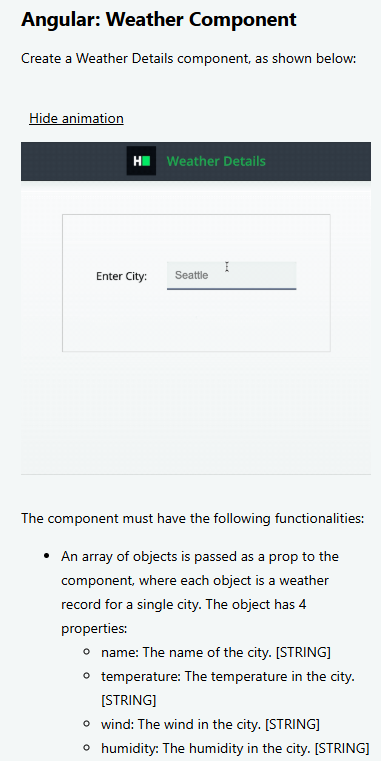 Angular: Weather Component
Create a Weather Details component, as shown below:
Hide animation
H Weather Details
Enter City: Seattle
The component must have the following functionalities:
• An array of objects is passed as a prop to the
component, where each object is a weather
record for a single city. The object has 4
properties:
◦ name: The name of the city. [STRING]
◦ temperature: The temperature in the city.
[STRING]
◦ wind: The wind in the city. [STRING]
◦ humidity: The humidity in the city. [STRING]